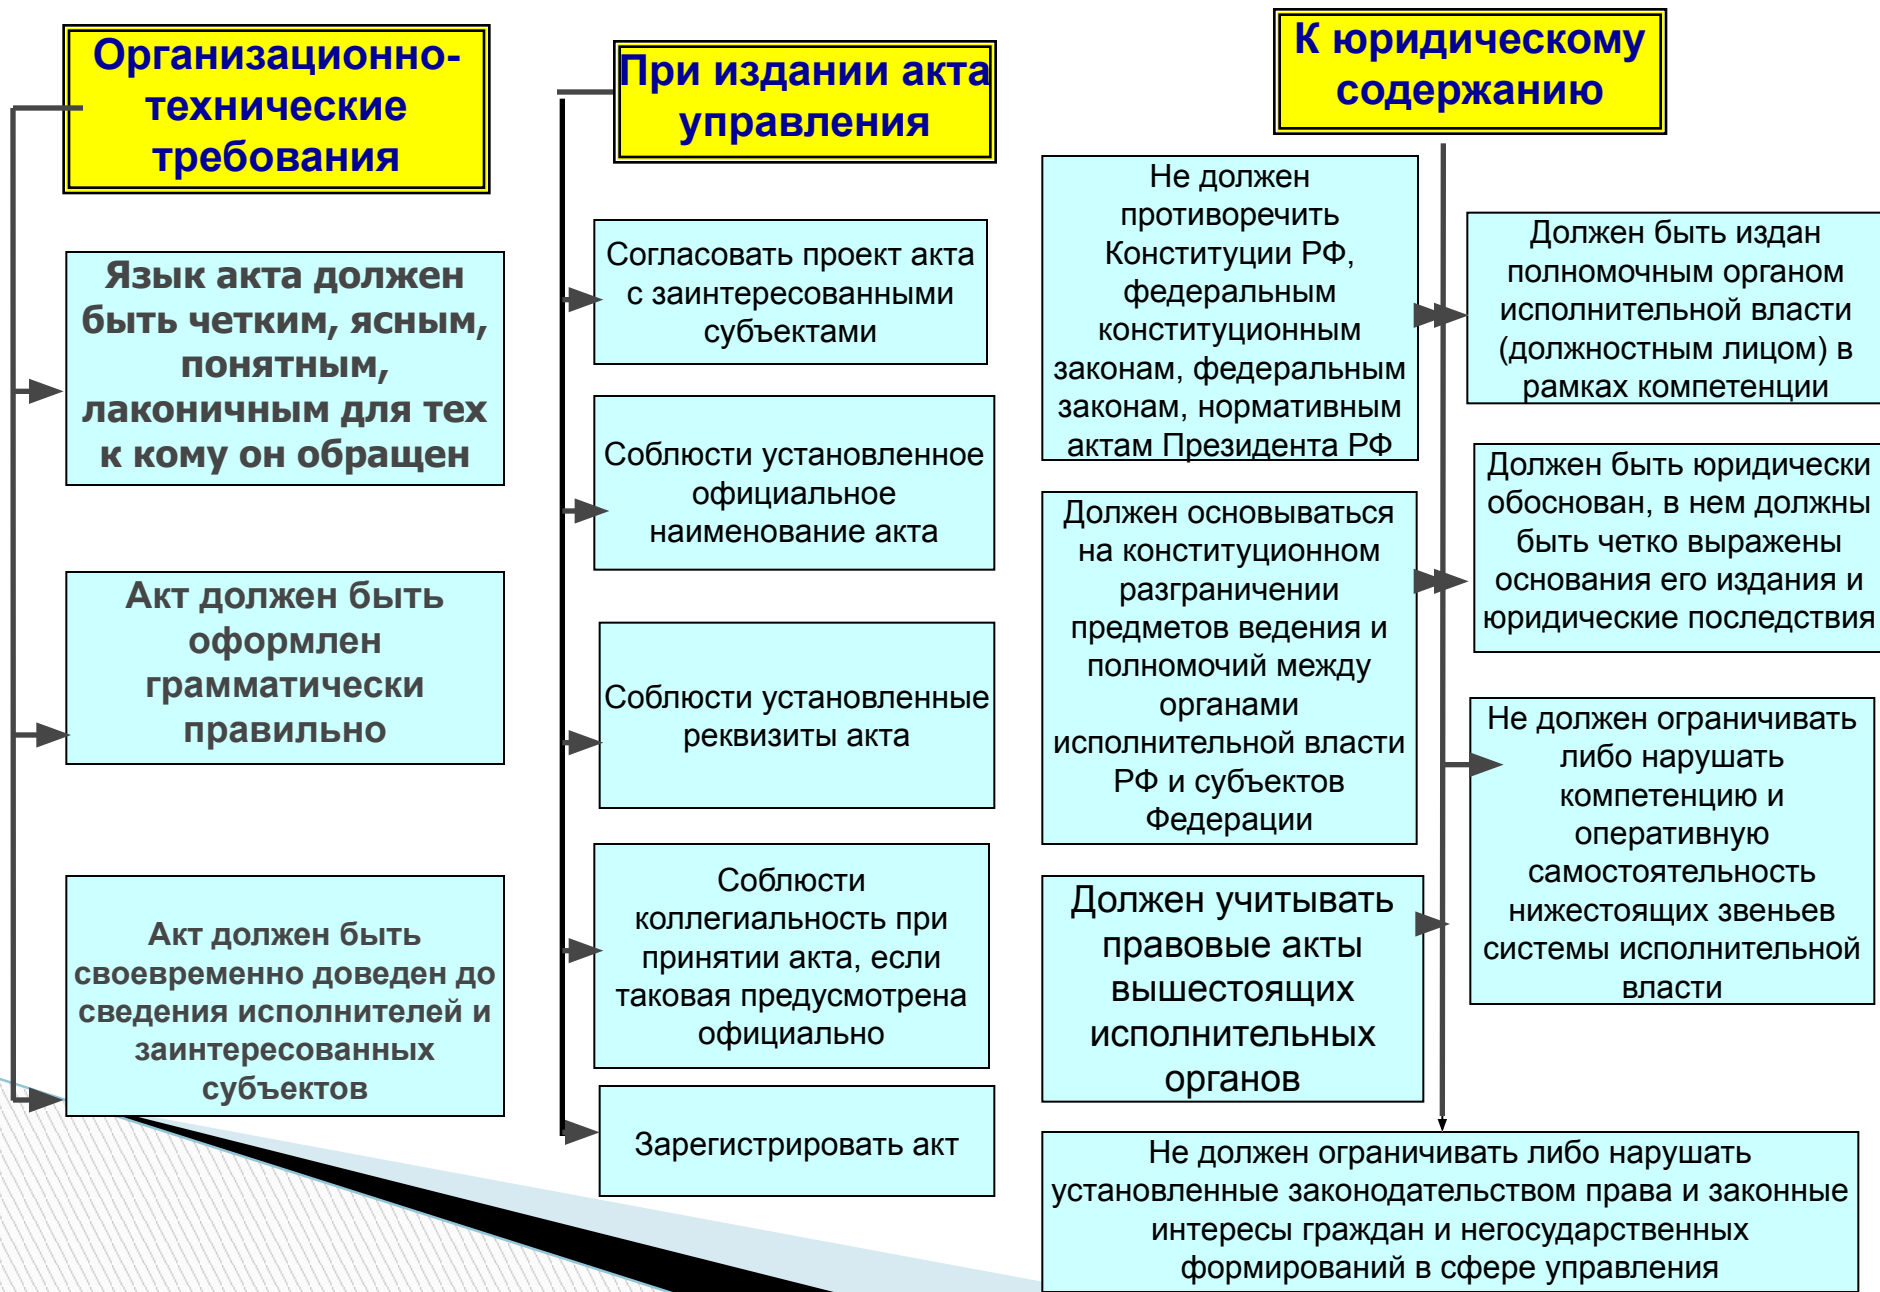 Организационно-
технические
требования
Язык акта должен
быть четким, ясным,
понятным,
лаконичным для тех
к кому он обращен
Акт должен быть
оформлен
грамматически
правильно
Акт должен быть
своевременно доведен до
сведения исполнителей и
заинтересованных
субъектов
При издании акта
управления
Согласовать проект акта
с заинтересованными
субъектами
Соблюсти установленное
официальное
наименование акта
Соблюсти установленные
реквизиты акта
Соблюсти
коллегиальность при
принятии акта, если
таковая предусмотрена
официально
Зарегистрировать акт
К юридическому
содержанию
Не должен
противоречить
Конституции РФ,
федеральным
конституционным
законам, федеральным
законам, нормативным
актам Президента РФ
Должен основываться
на конституционном
разграничении
предметов ведения и
полномочий между
органами
исполнительной власти
РФ и субъектов
Федерации
Должен учитывать
правовые акты
вышестоящих
исполнительных
органов
Должен быть издан
полномочным органом
исполнительной власти
(должностным лицом) в
рамках компетенции
Должен быть юридически
обоснован, в нем должны
быть четко выражены
основания его издания и
юридические последствия
Не должен ограничивать
либо нарушать
компетенцию и
оперативную
самостоятельность
нижестоящих звеньев
системы исполнительной
власти
Не должен ограничивать либо нарушать
установленные законодательством права и законные
интересы граждан и негосударственных
формирований в сфере управления